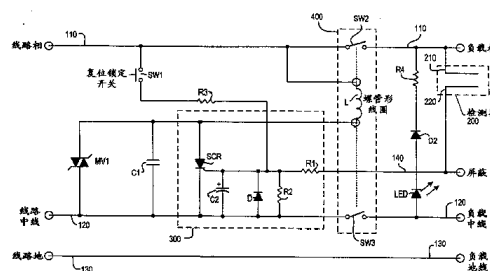 400
SW2
线路相
110
110
负载
复位锁定
开关
SW1
210
R4
220
200
检测
R3
L
螺管形
线圈
D2
MV1
C1
SCR
C2
D
R2
R1
140
屏蔽
LED
线路
中线
120
300
SW3
120
负载
中线
线路地
130
130
负载
地线